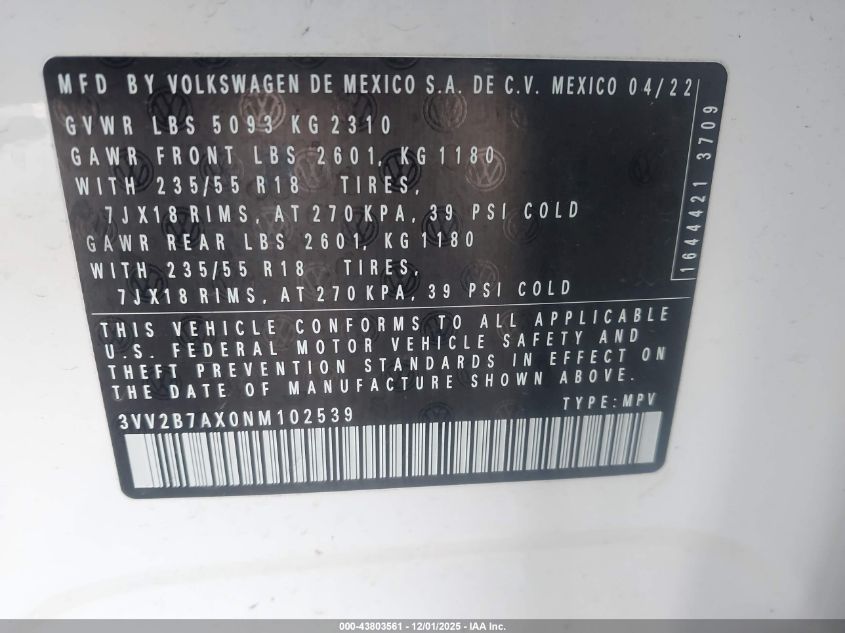 MFD BY VOLKSWAGEN DE MEXICO S.A. DE C.V. MEXICO 04/22
GVWR LBS 5093 KG 2310
GAWR FRONT LBS 2601, KG 1180
WITH 235/55 R18 TIRES,
7JX18 RIMS, AT 270 KPA, 39 PSI COLD
GAWR REAR LBS 2601, KG 1180
WITH 235/55 R18 TIRES,
7JX18 RIMS, AT 270 KPA, 39 PSI COLD
1644421 3709
THIS VEHICLE CONFORMS TO ALL APPLICABLE
U.S. FEDERAL MOTOR VEHICLE SAFETY AND
THEFT PREVENTION STANDARDS IN EFFECT ON
THE DATE OF MANUFACTURE SHOWN ABOVE.
3VV2B7AX0NM102539 TYPE: MPV
000-43803561 - 12/01/2025 - IAA Inc.